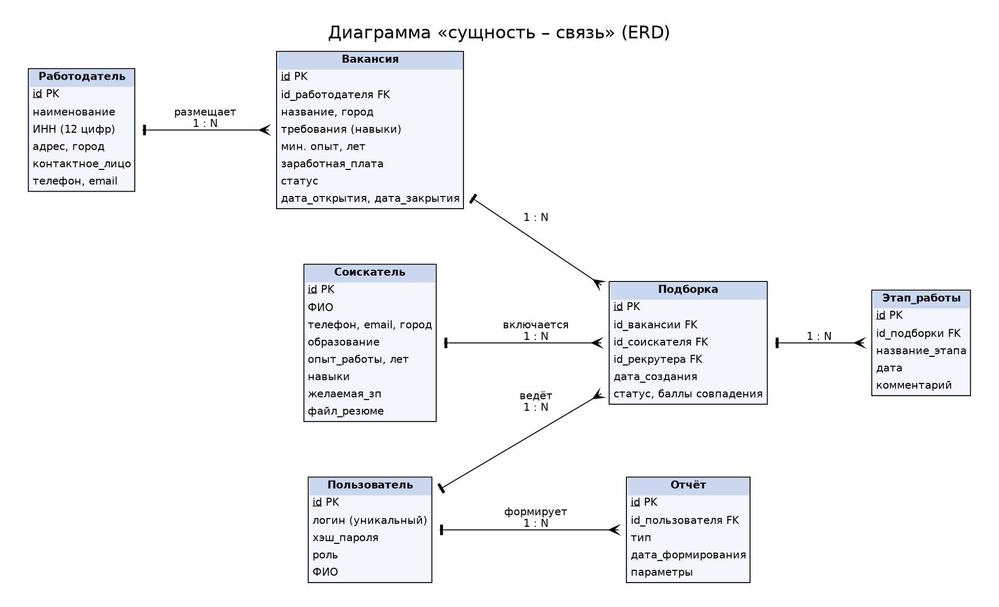 Диаграмма «сущность – связь» (ERD)
Работодатель
id PK
наименование
ИНН (12 цифр)
адрес, город
контактное_лицо
телефон, email
размещает
1 : N
Вакансия
id PK
id_работодателя FK
название, город
требования (навыки)
мин. опыт, лет
заработная_плата
статус
дата_открытия, дата_закрытия
1 : N
Соискатель
id PK
ФИО
телефон, email, город
образование
опыт_работы, лет
навыки
желаемая_зп
файл_резюме
включается
1 : N
Подборка
id PK
id_вакансии FK
id_соискателя FK
id_рекрутера FK
дата_создания
статус, баллы совпадения
1 : N
Этап_работы
id PK
id_подборки FK
название_этапа
дата
комментарий
ведёт
1 : N
Пользователь
id PK
логин (уникальный)
хэш_пароля
роль
ФИО
формирует
1 : N
Отчёт
id PK
id_пользователя FK
тип
дата_формирования
параметры